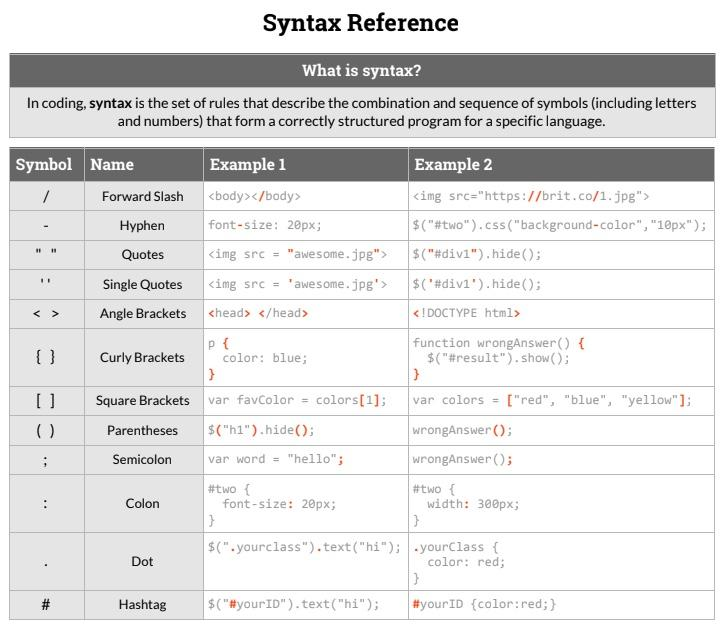 Syntax Reference
What is syntax?
In coding, syntax is the set of rules that describe the combination and sequence of symbols (including letters
and numbers) that form a correctly structured program for a specific language.
Symbol Name Example 1 Example 2
/ Forward Slash <body></body> <img src="https://brit.co/1.jpg">
- Hyphen font-size: 20px; $("#two").css("background-color","10px");
" " Quotes <img src = "awesome.jpg"> $("#div1").hide();
' ' Single Quotes <img src = 'awesome.jpg'> $('#div1').hide();
< > Angle Brackets <head> </head> <!DOCTYPE html>
{ } Curly Brackets
p {
color: blue;
}
function wrongAnswer() {
$("#result").show();
}
[ ] Square Brackets var favColor = colors[1]; var colors = ["red", "blue", "yellow"];
( ) Parentheses $("h1").hide(); wrongAnswer();
; Semicolon var word = "hello"; wrongAnswer();
: Colon
#two {
font-size: 20px;
}
#two {
width: 300px;
}
. Dot
$(".yourclass").text("hi");
.yourClass {
color: red;
}
# Hashtag $("#yourID").text("hi"); #yourID {color:red;}